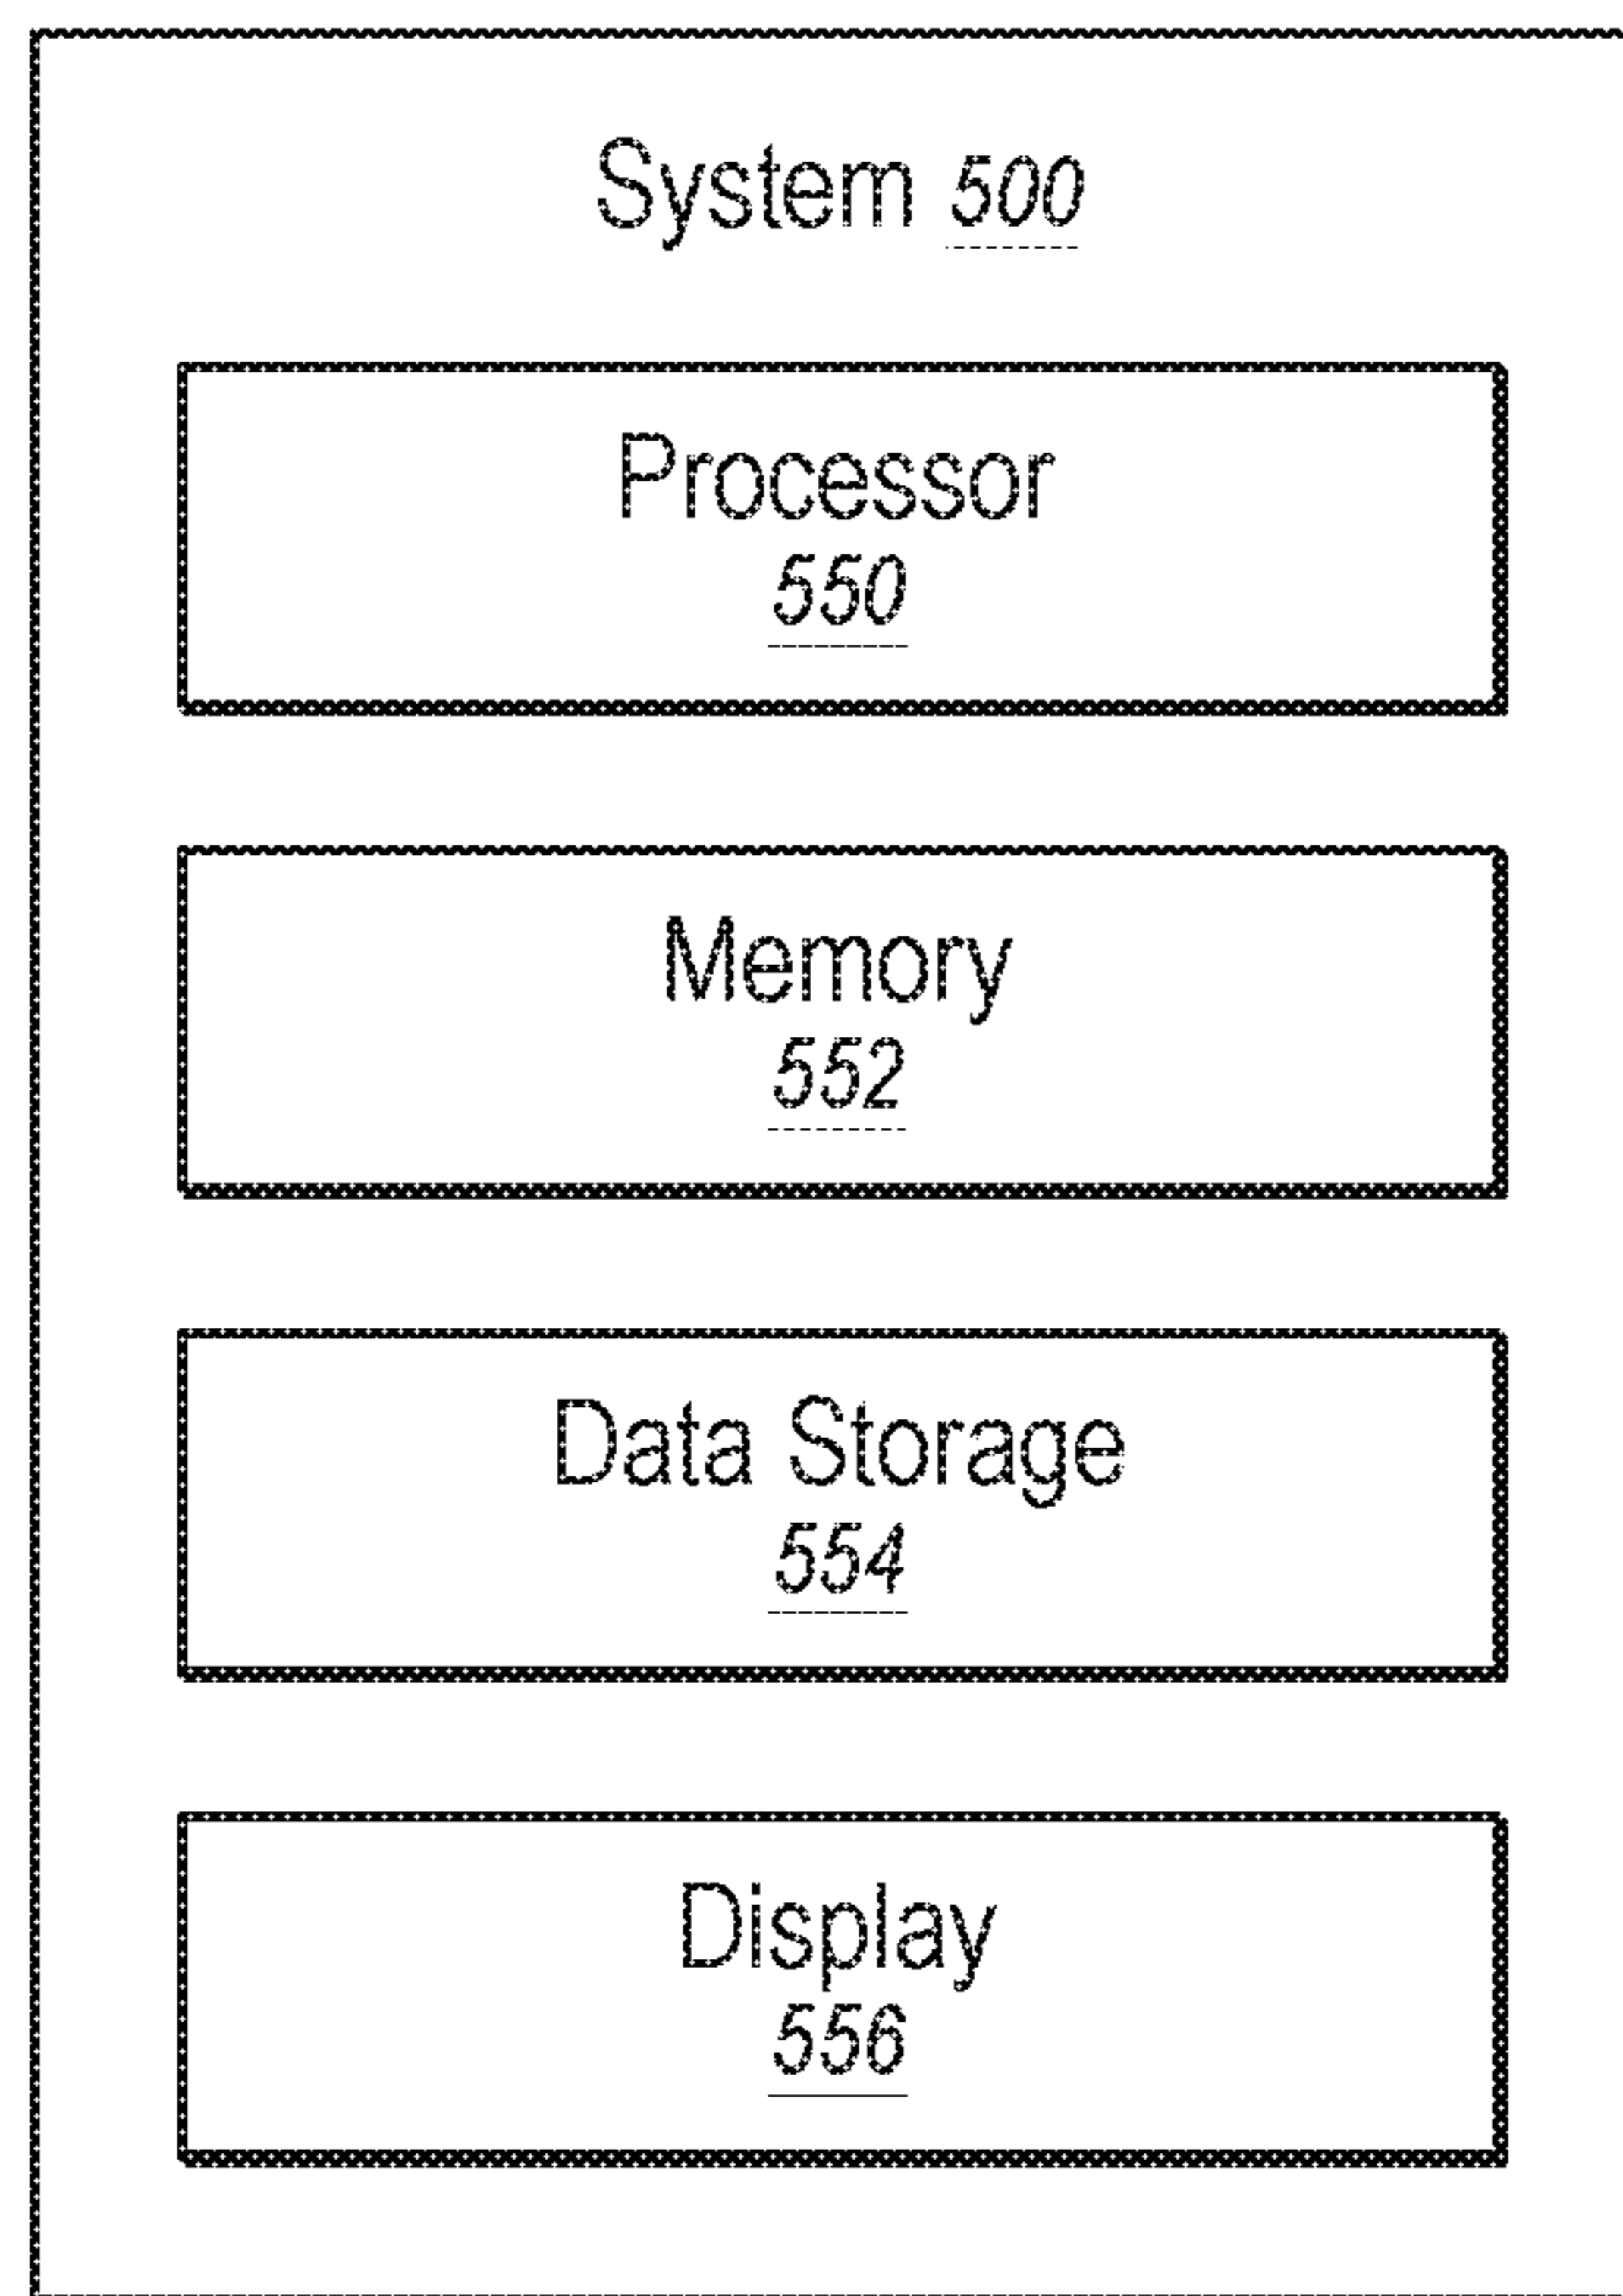 System 500
Processor
550
Memory
552
Data Storage
554
Display
556